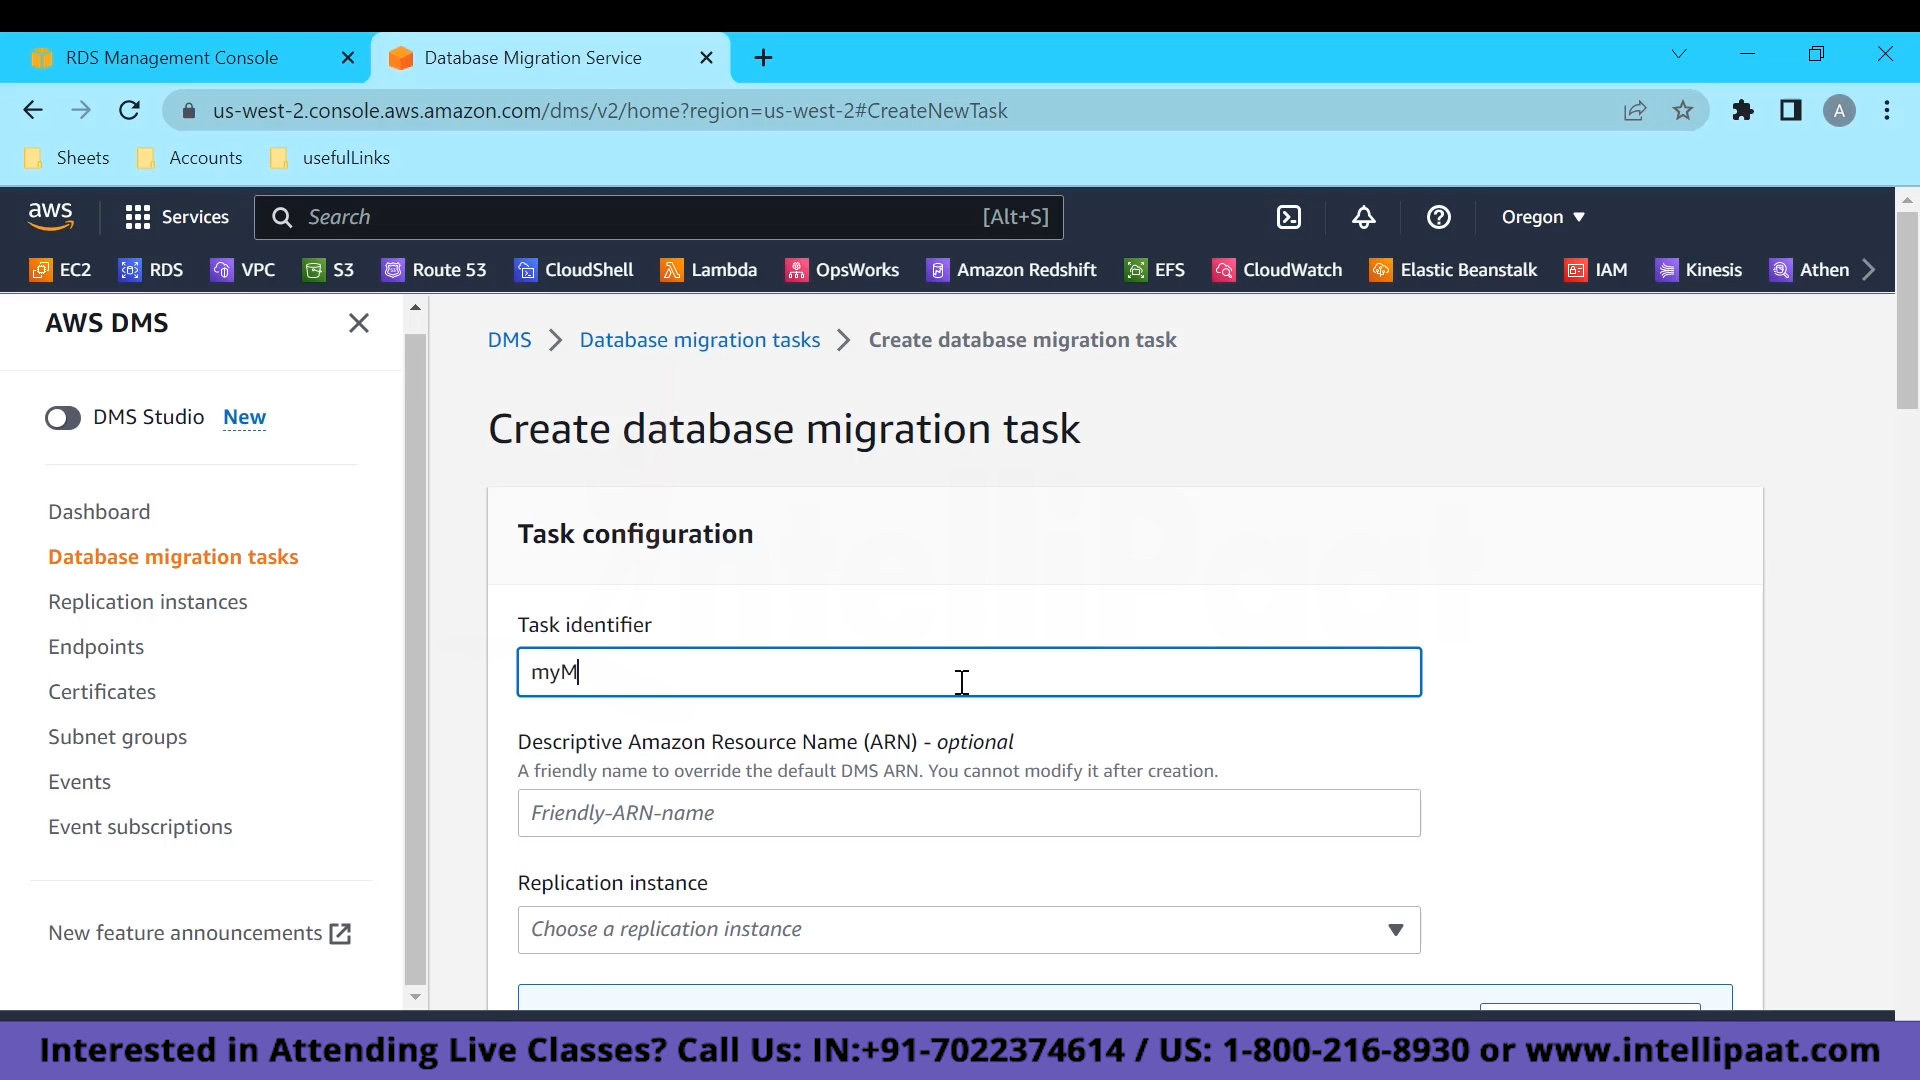 RDS Management Console
Database Migration Service
us-west-2.console.aws.amazon.com/dms/v2/home?region=us-west-2#CreateNewTask
A
Sheets
Accounts
usefulLinks
aws
Services
Search
[Alt+S]
Oregon
EC2
RDS
VPC
S3
Route 53
CloudShell
Lambda
OpsWorks
Amazon Redshift
EFS
CloudWatch
Elastic Beanstalk
IAM
Kinesis
Athen
AWS DMS
DMS Studio New
Dashboard
Database migration tasks
Replication instances
Endpoints
Certificates
Subnet groups
Events
Event subscriptions
New feature announcements
DMS
Database migration tasks
Create database migration task
Create database migration task
Task configuration
Task identifier
myM
Descriptive Amazon Resource Name (ARN) - optional
A friendly name to override the default DMS ARN. You cannot modify it after creation.
Friendly-ARN-name
Replication instance
Choose a replication instance
Interested in Attending Live Classes? Call Us: IN:+91-7022374614 / US: 1-800-216-8930 or www.intellipaat.com